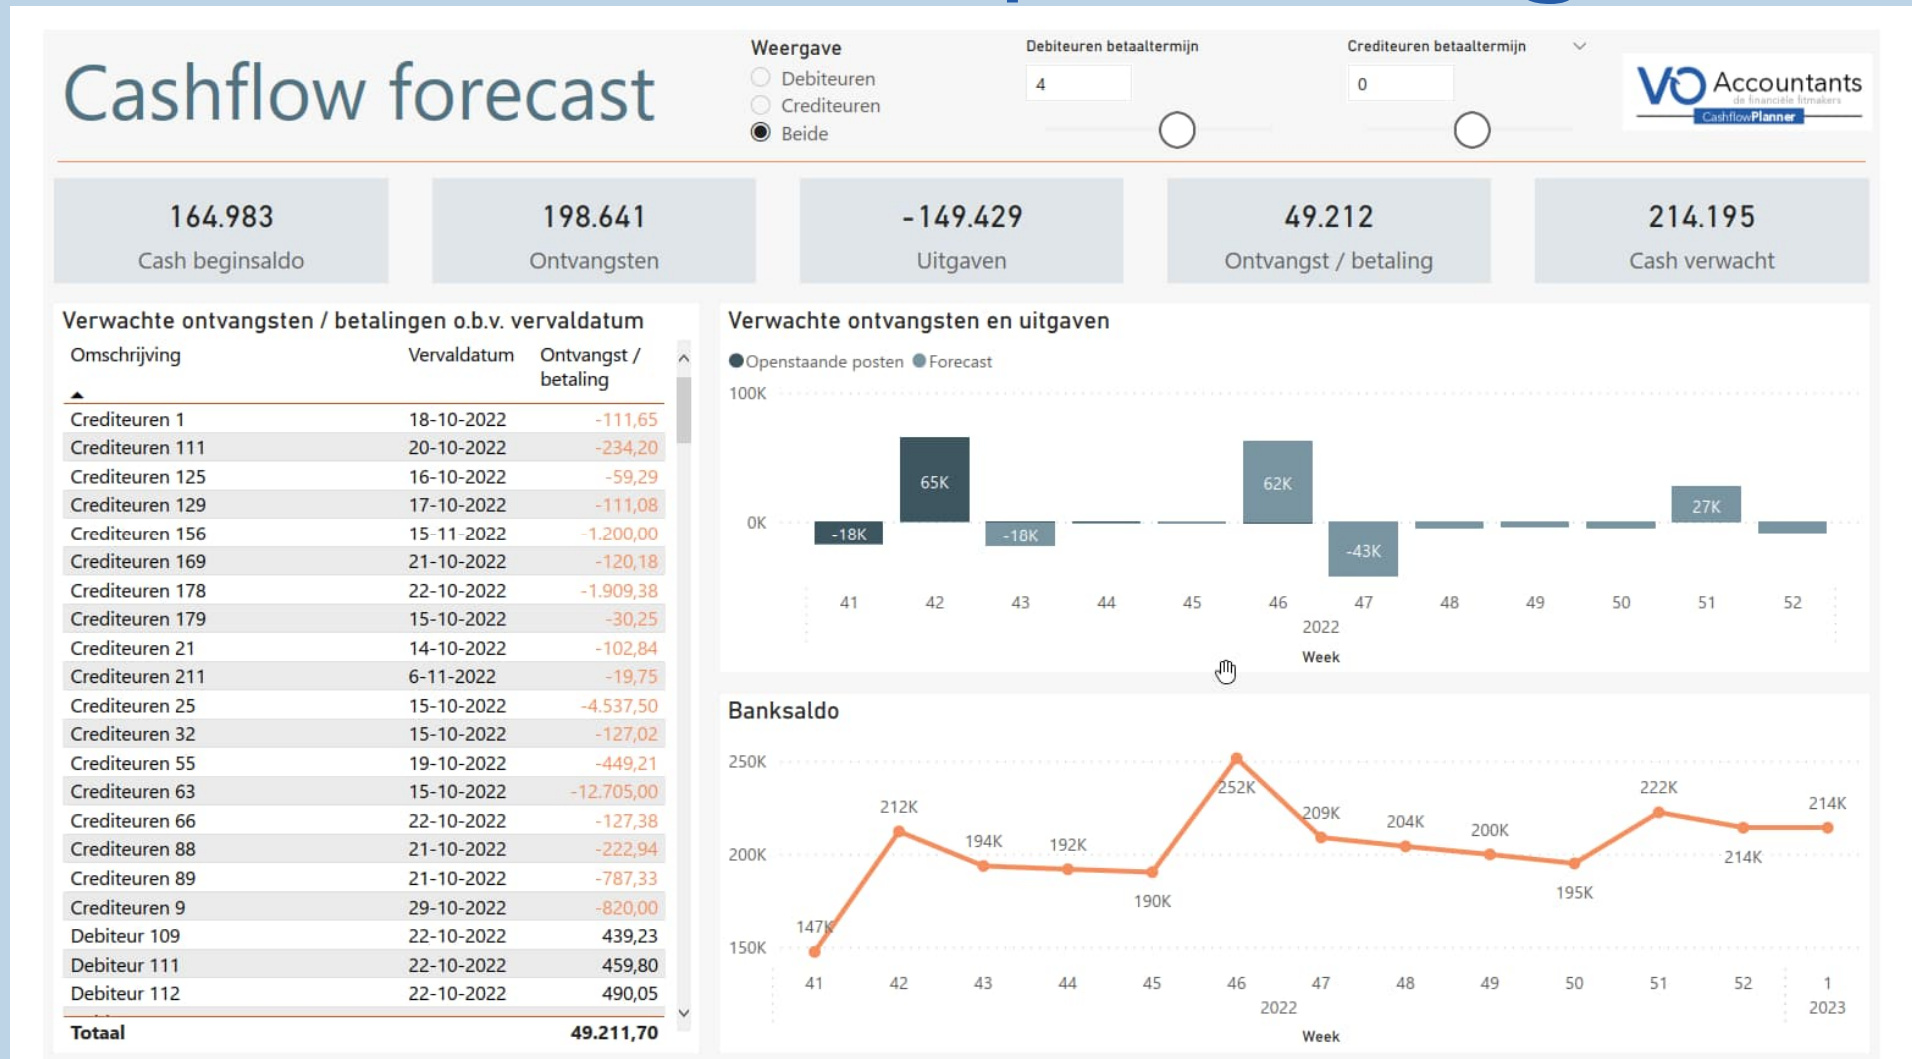 Cashflow forecast
Weergave
Debiteuren
Crediteuren
Beide
Debiteuren betaaltermijn
4
Crediteuren betaaltermijn
0
VO Accountants
de financiële fitmakers
CashflowPlanner
164.983
Cash beginsaldo
198.641
Ontvangsten
-149.429
Uitgaven
49.212
Ontvangst / betaling
214.195
Cash verwacht
Verwachte ontvangsten / betalingen o.b.v. vervaldatum
Omschrijving Vervaldatum Ontvangst /
betaling
Crediteuren 1 18-10-2022 -111,65
Crediteuren 111 20-10-2022 -234,20
Crediteuren 125 16-10-2022 -59,29
Crediteuren 129 17-10-2022 -111,08
Crediteuren 156 15-11-2022 -1.200,00
Crediteuren 169 21-10-2022 -120,18
Crediteuren 178 22-10-2022 -1.909,38
Crediteuren 179 15-10-2022 -30,25
Crediteuren 21 14-10-2022 -102,84
Crediteuren 211 6-11-2022 -19,75
Crediteuren 25 15-10-2022 -4.537,50
Crediteuren 32 15-10-2022 -127,02
Crediteuren 55 19-10-2022 -449,21
Crediteuren 63 15-10-2022 -12.705,00
Crediteuren 66 22-10-2022 -127,38
Crediteuren 88 21-10-2022 -222,94
Crediteuren 89 21-10-2022 -787,33
Crediteuren 9 29-10-2022 -820,00
Debiteur 109 22-10-2022 439,23
Debiteur 111 22-10-2022 459,80
Debiteur 112 22-10-2022 490,05
Totaal 49.211,70
Verwachte ontvangsten en uitgaven
Openstaande posten Forecast
100K
65K
62K
27K
0K
-18K
-18K
-43K
41 42 43 44 45 46 47 48 49 50 51 52
2022
Week
Banksaldo
250K
252K
222K
212K
209K
204K
200K
214K
194K
192K
200K
214K
190K
195K
147K
150K
41 42 43 44 45 46 47 48 49 50 51 52 1
2022 2023
Week